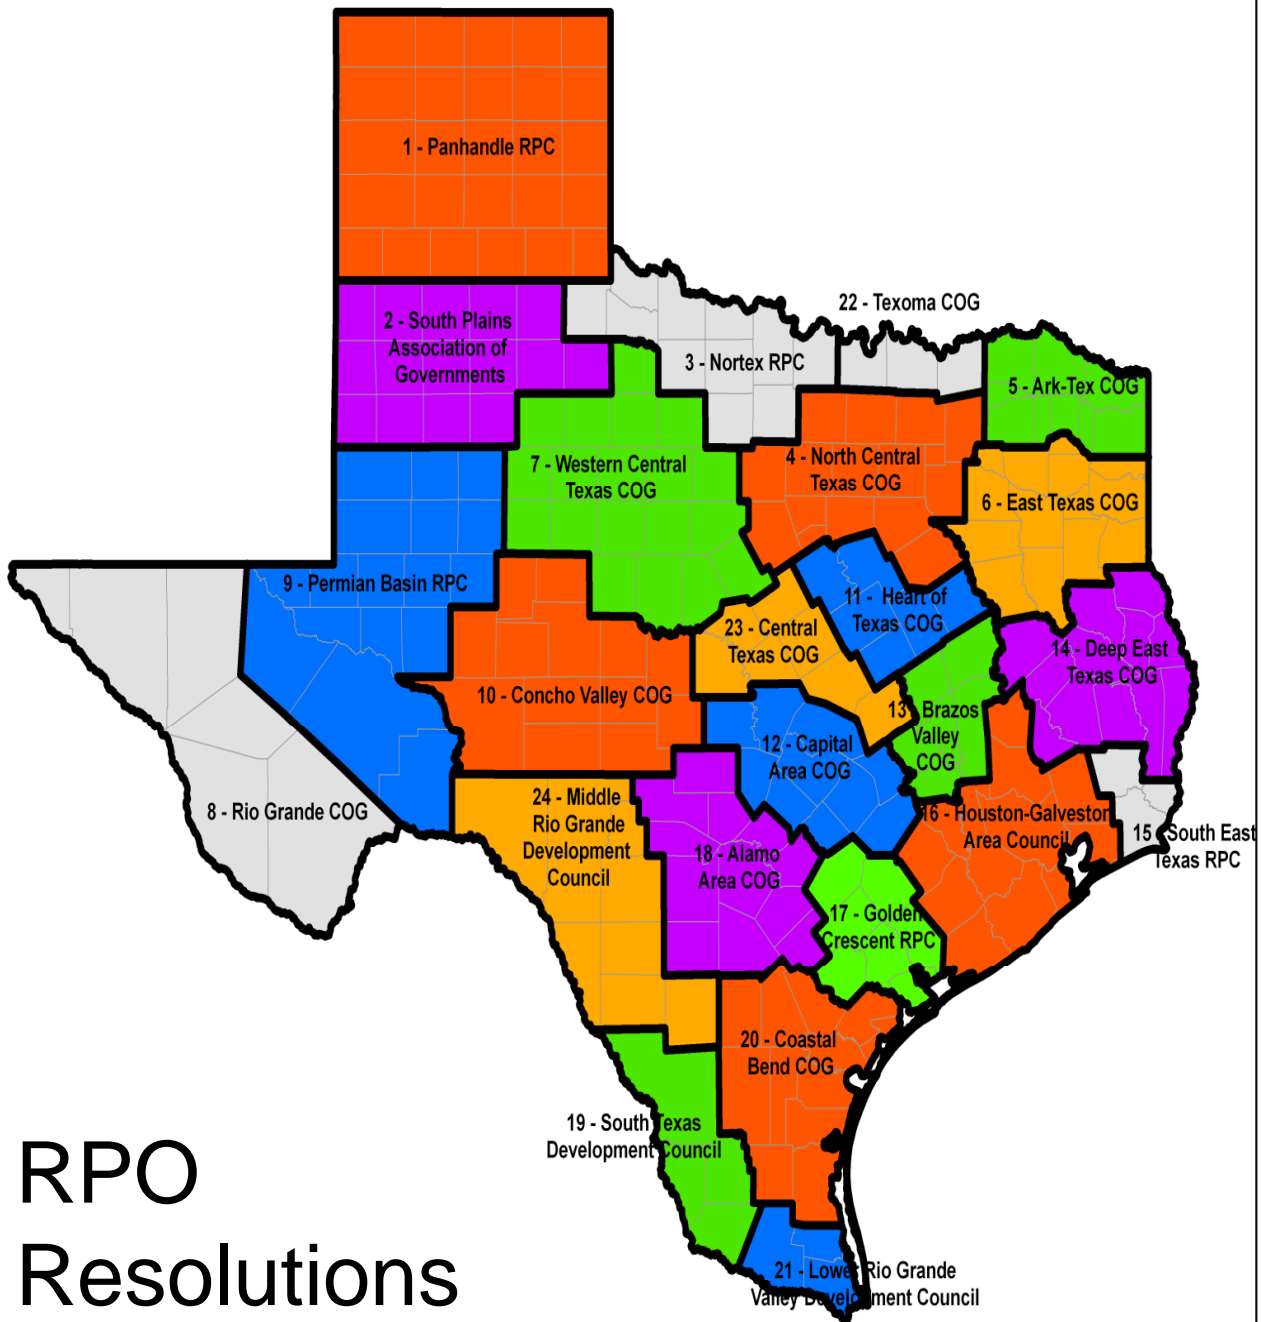 1 - Panhandle RPC
22 - Texoma COG
2 - South Plains
Association of
Governments
3 - Nortex RPC
5 - Ark-Tex COG
4 - North Central
Texas COG
7 - Western Central
Texas COG
6 - East Texas COG
9 - Permian Basin RPC
11 - Heart of
Texas COG
23 - Central
Texas COG
14 - Deep East
Texas COG
10 - Concho Valley COG
13 Brazos
Valley
COG
12 - Capital
Area COG
24 - Middle
Rio Grande
Development
Council
8 - Rio Grande COG
16 - Houston-Galveston
Area Council
15 - South East
Texas RPC
18 - Alamo
Area COG
17 - Golden
Crescent RPC
20 - Coastal
Bend COG
19 - South Texas
Development Council
RPO
Resolutions
21 - Lower Rio Grande
Valley Development Council